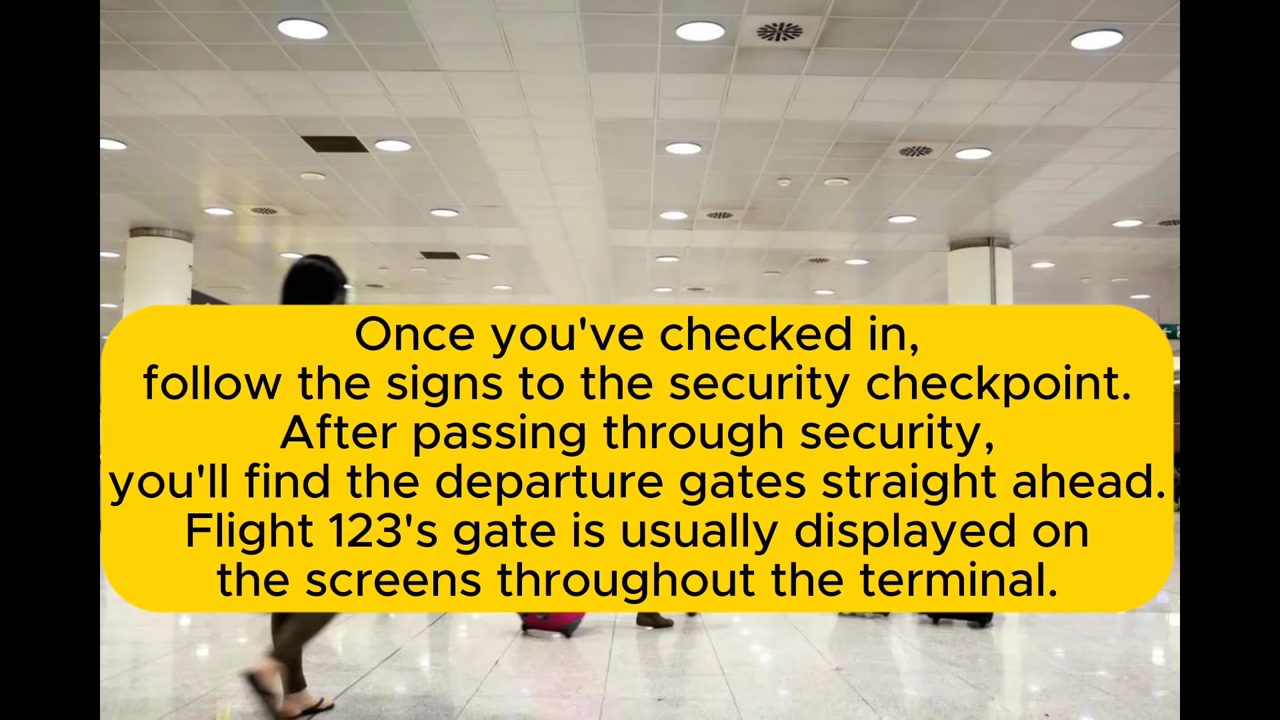 Once you've checked in,
follow the signs to the security checkpoint.
After passing through security,
you'll find the departure gates straight ahead.
Flight 123's gate is usually displayed on
the screens throughout the terminal.